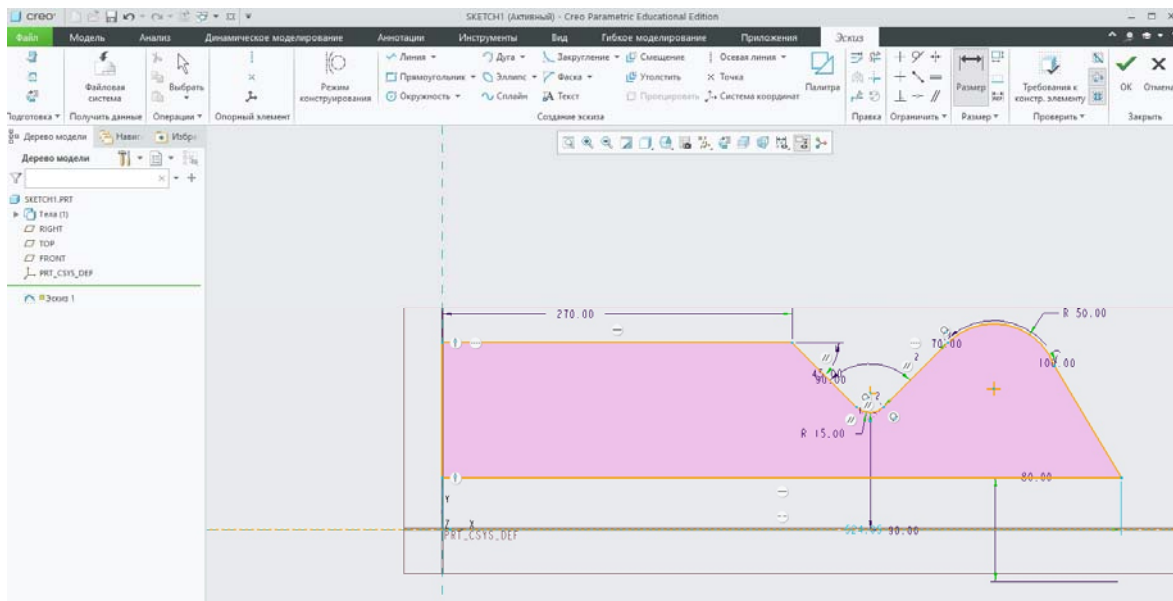 creo
SKETCH1 (Активный) - Creo Parametric Educational Edition
Файл Модель Анализ Динамическое моделирование Аннотации Инструменты Вид Гибкое моделирование Приложения Эскиз
Файловая система
Выбрать
Режим конструирования
Линия Дуга Закругление Смещение Осевая линия
Прямоугольник Эллипс Фаска Утолстить Точка
Окружность Сплайн Текст Проецировать Система координат
Палитра
Размер
Требования к констр. элементу
OK Отмена
Подготовка Получить данные Операции Опорный элемент Создание эскиза Правка Ограничить Размер Проверить Закрыть
Дерево модели
Дерево модели
SKETCH1.PRT
Тела (1)
RIGHT
TOP
FRONT
PRT_CSYS_DEF
Эскиз 1
270.00
R 50.00
70.00
100.00
90.00
2
2
R 15.00
80.00
Y
Z X
PRT_CSYS_DEF
90.00